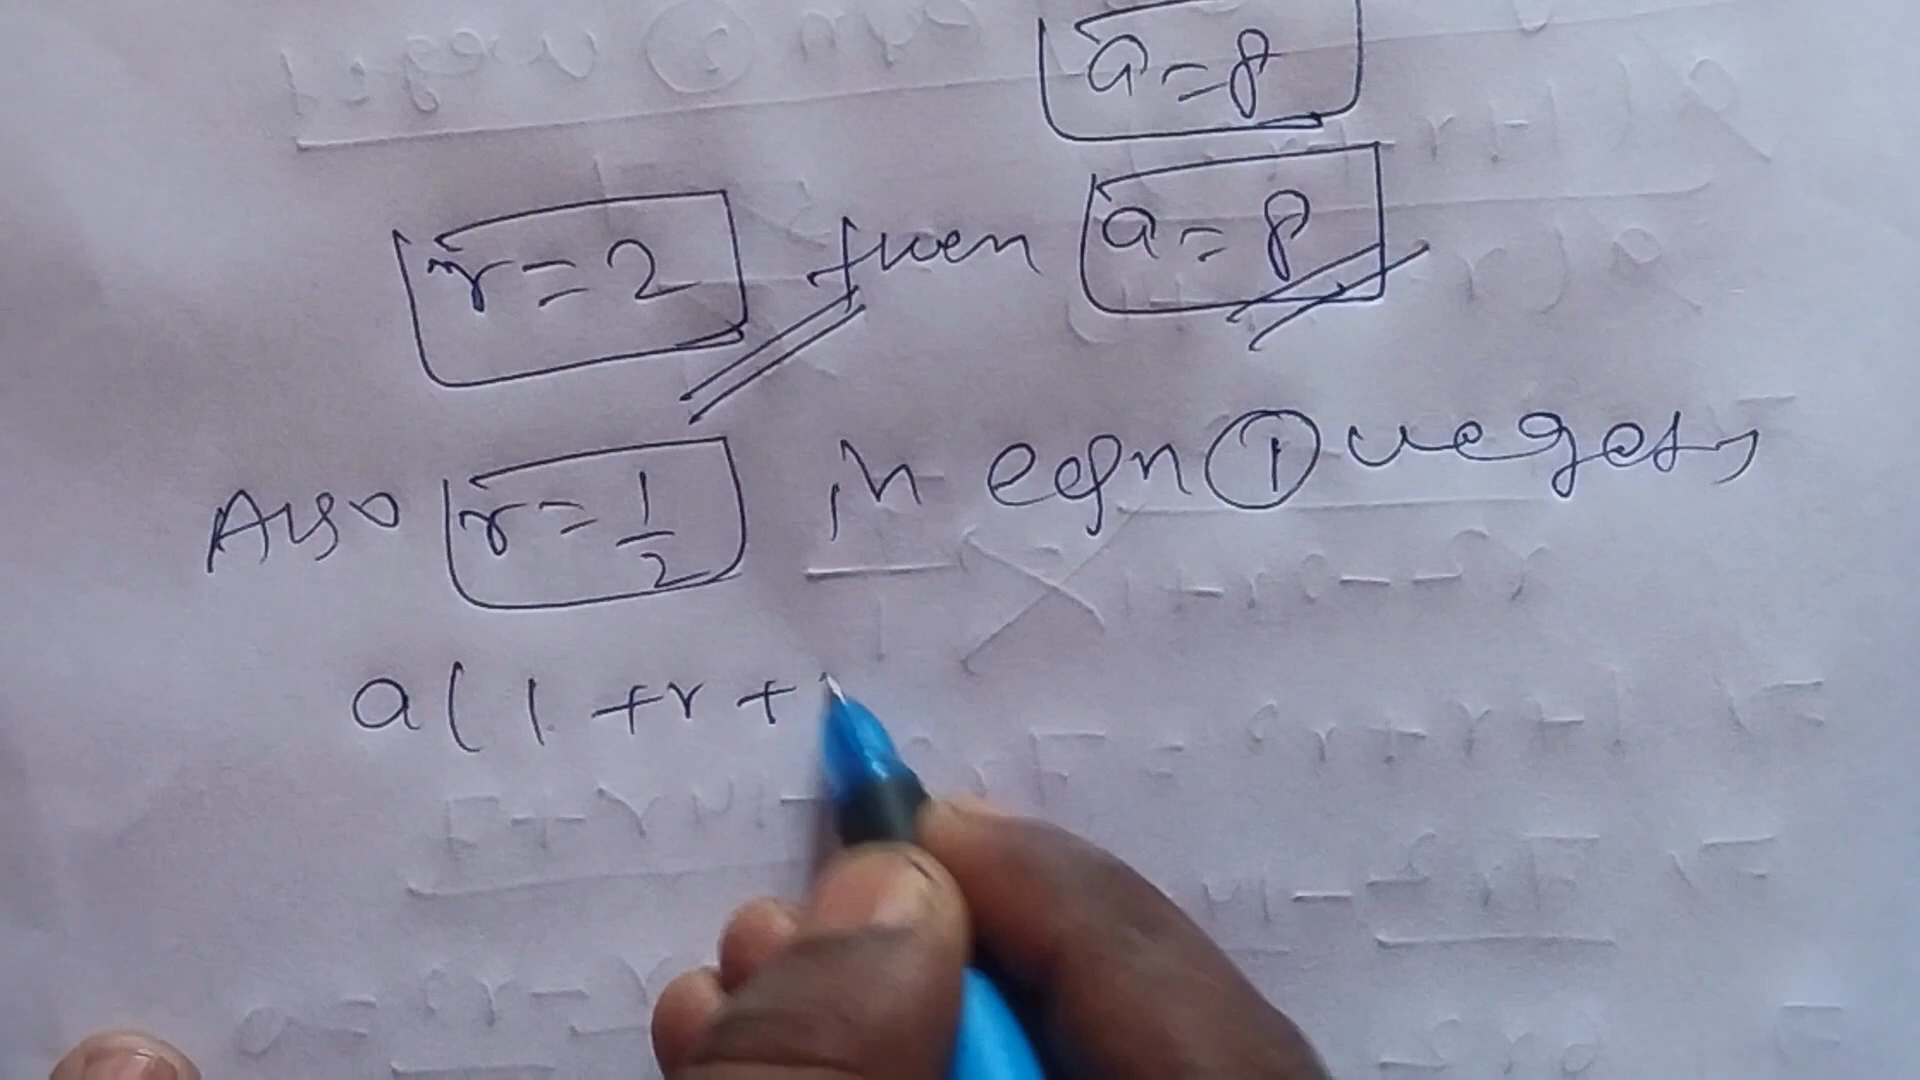 a=8
r=2 then a=8
Also r=1/2 in eqn ① we get,
a(1+r+